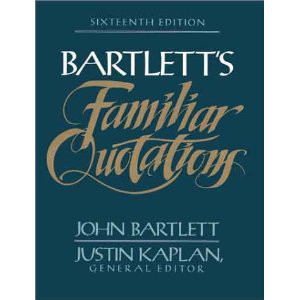 SIXTEENTH EDITION
BARTLETT'S
Familiar
Quotations
JOHN BARTLETT
JUSTIN KAPLAN,
GENERAL EDITOR